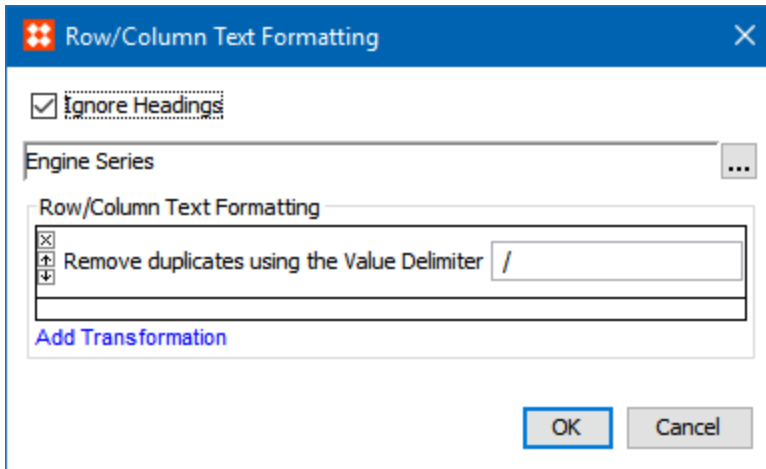 Row/Column Text Formatting
Ignore Headings
Engine Series
...
Row/Column Text Formatting
Remove duplicates using the Value Delimiter /
Add Transformation
OK Cancel